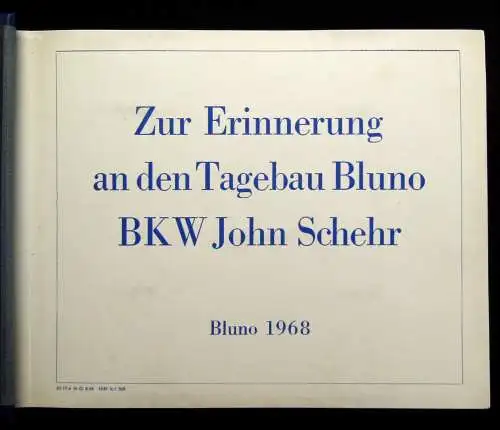 Zur Erinnerung
an den Tagebau Bluno
BKW John Schehr
Bluno 1968